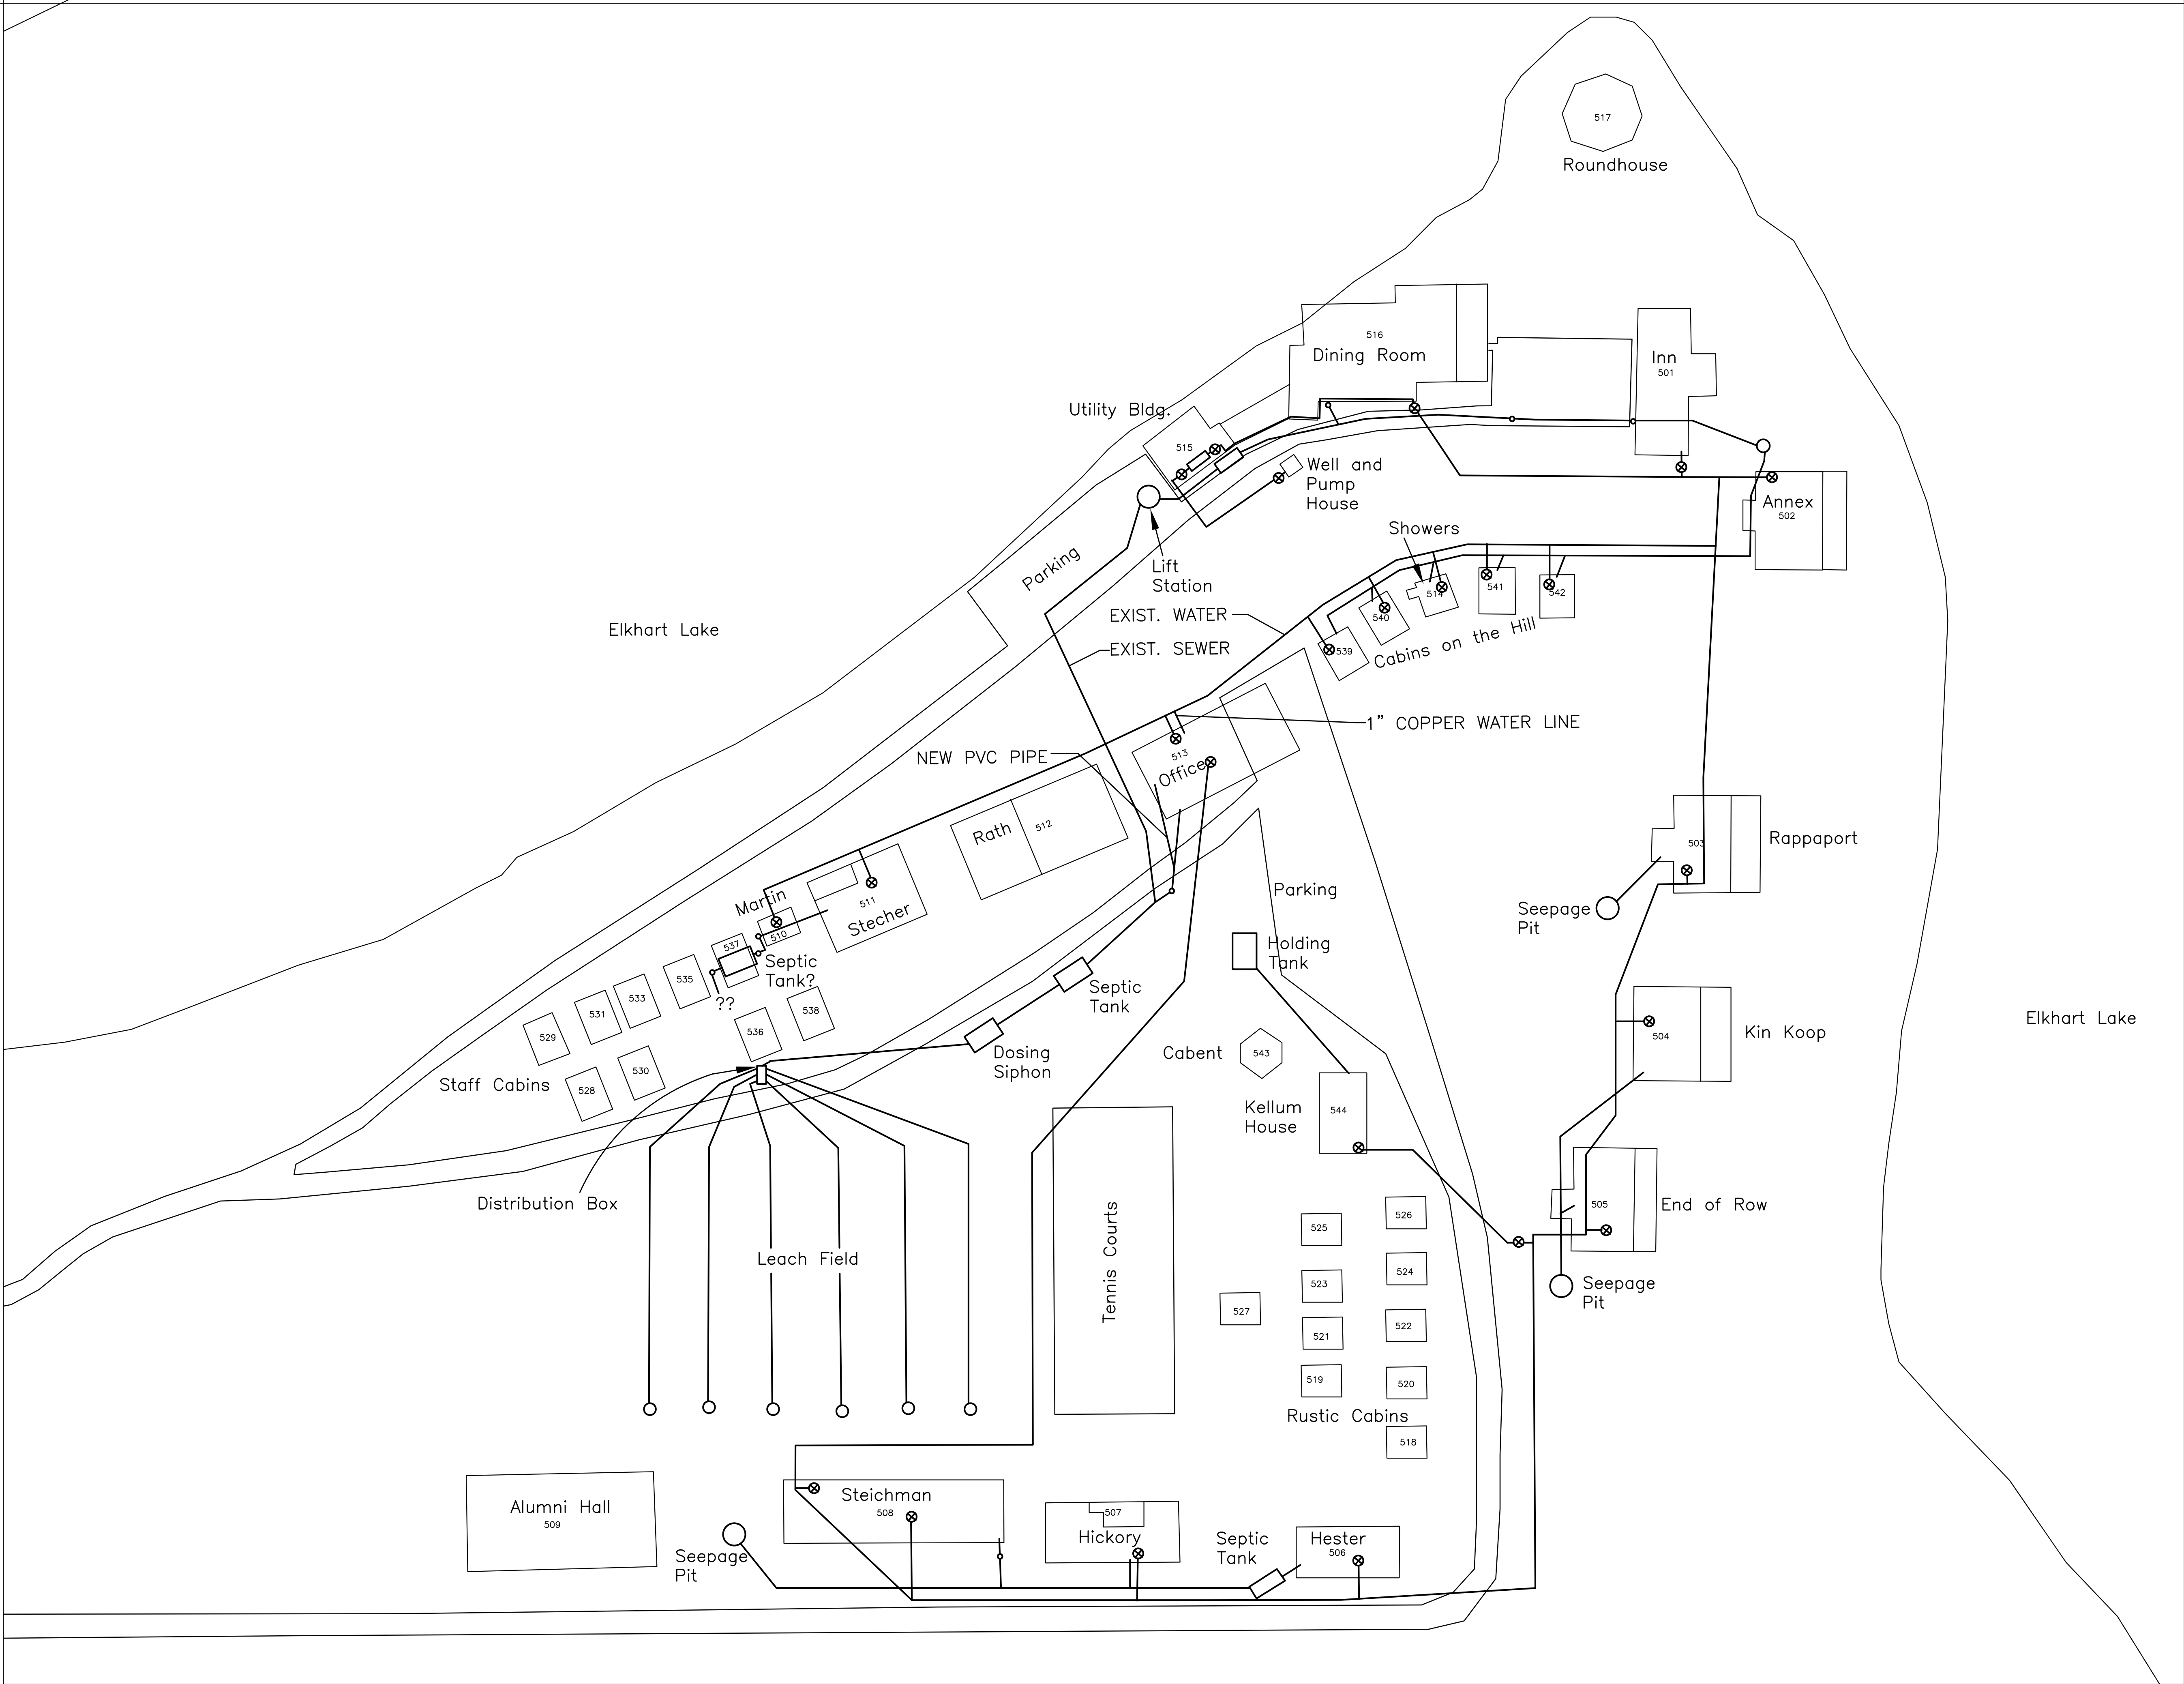 517
Roundhouse
516
Dining Room
Inn
501
Utility Bldg.
515
Well and
Pump
House
Annex
502
Showers
Parking
Lift
Station
514
541
542
540
539
Cabins on the Hill
EXIST. WATER
EXIST. SEWER
Elkhart Lake
1" COPPER WATER LINE
NEW PVC PIPE
513
Office
Rath
512
503
Rappaport
Parking
Martin
510
511
Stecher
Seepage
Pit
537
Septic
Tank?
??
Holding
Tank
535
533
531
529
538
536
Septic
Tank
Dosing
Siphon
Cabent
543
504
Kin Koop
Elkhart Lake
Staff Cabins
530
528
Kellum
House
544
Distribution Box
505
End of Row
Tennis Courts
Leach Field
525
526
523
524
527
521
522
519
520
Seepage
Pit
Rustic Cabins
518
Alumni Hall
509
Steichman
508
507
Hickory
Septic
Tank
Hester
506
Seepage
Pit